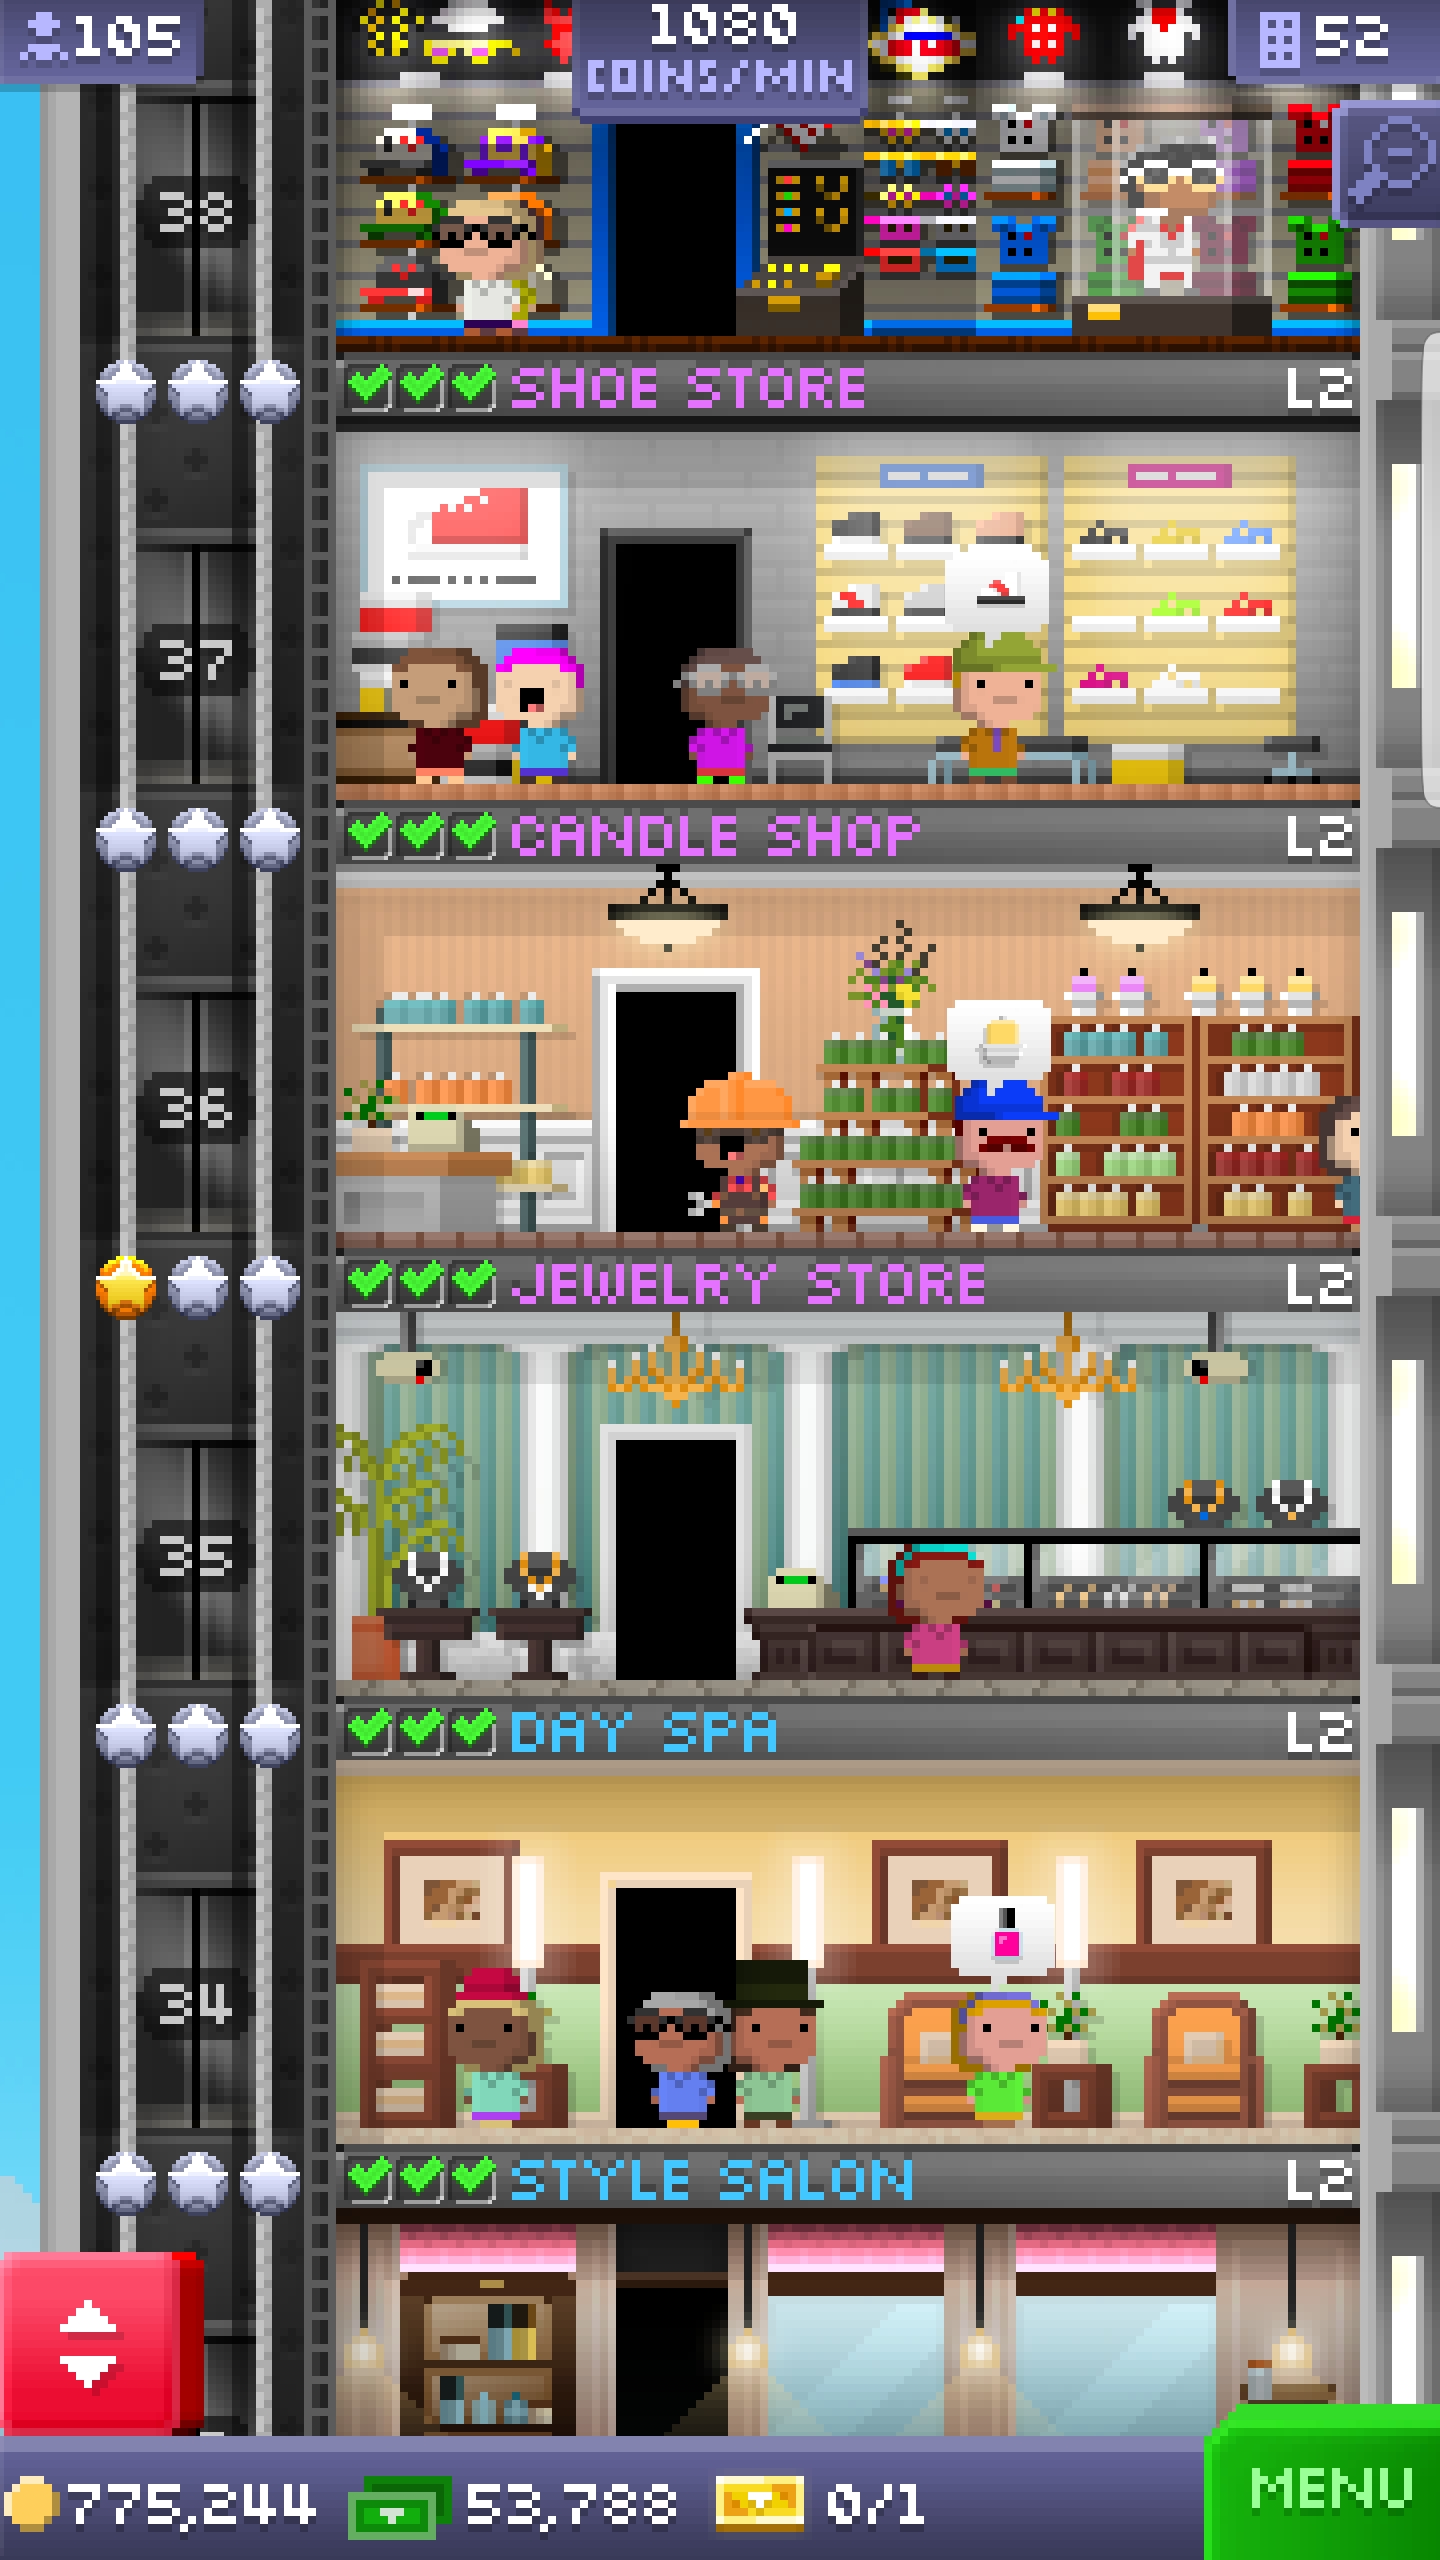 105
1080
COINS/MIN
52
38
SHOE STORE L2
37
CANDLE SHOP L2
36
JEWELRY STORE L2
35
DAY SPA L2
34
STYLE SALON L2
775,244 53,788 0/1
MENU